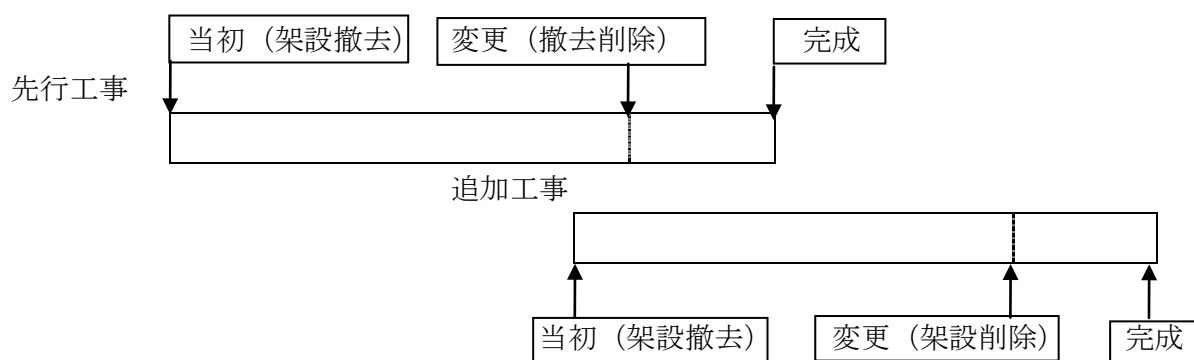 当初（架設撤去）
変更（撤去削除）
完成
先行工事
追加工事
当初（架設撤去）
変更（架設削除）
完成